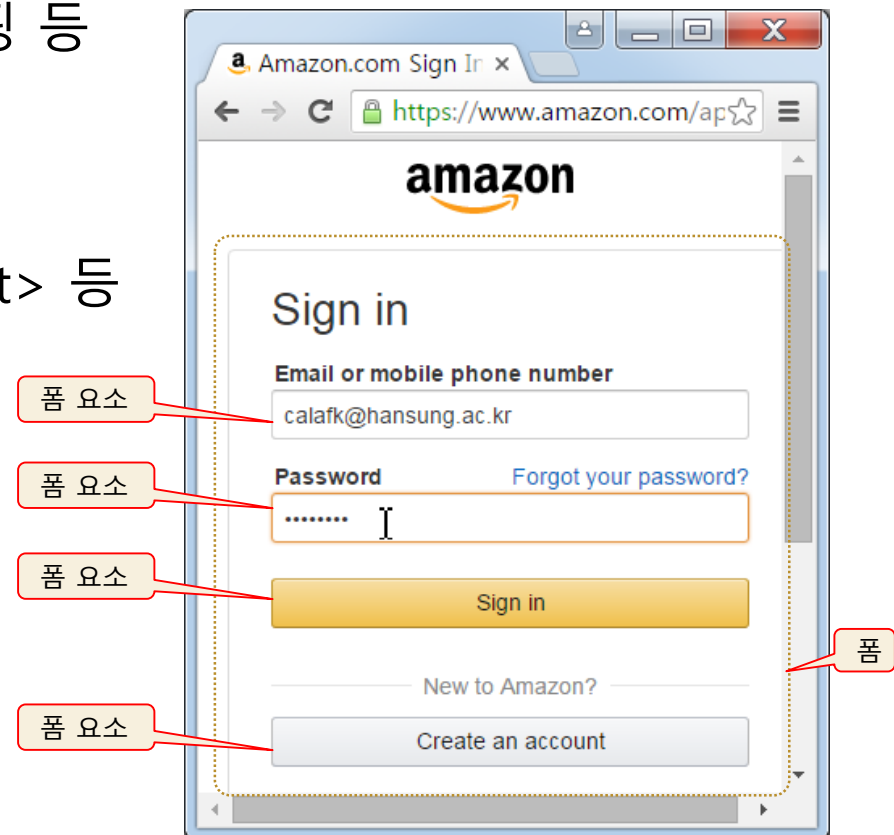 등
Amazon.com Sign In
https://www.amazon.com/ap
amazon
t> 등
Sign in
Email or mobile phone number
폼 요소
calafk@hansung.ac.kr
Password Forgot your password?
폼 요소
••••••••
폼 요소
Sign in
폼
New to Amazon?
폼 요소
Create an account